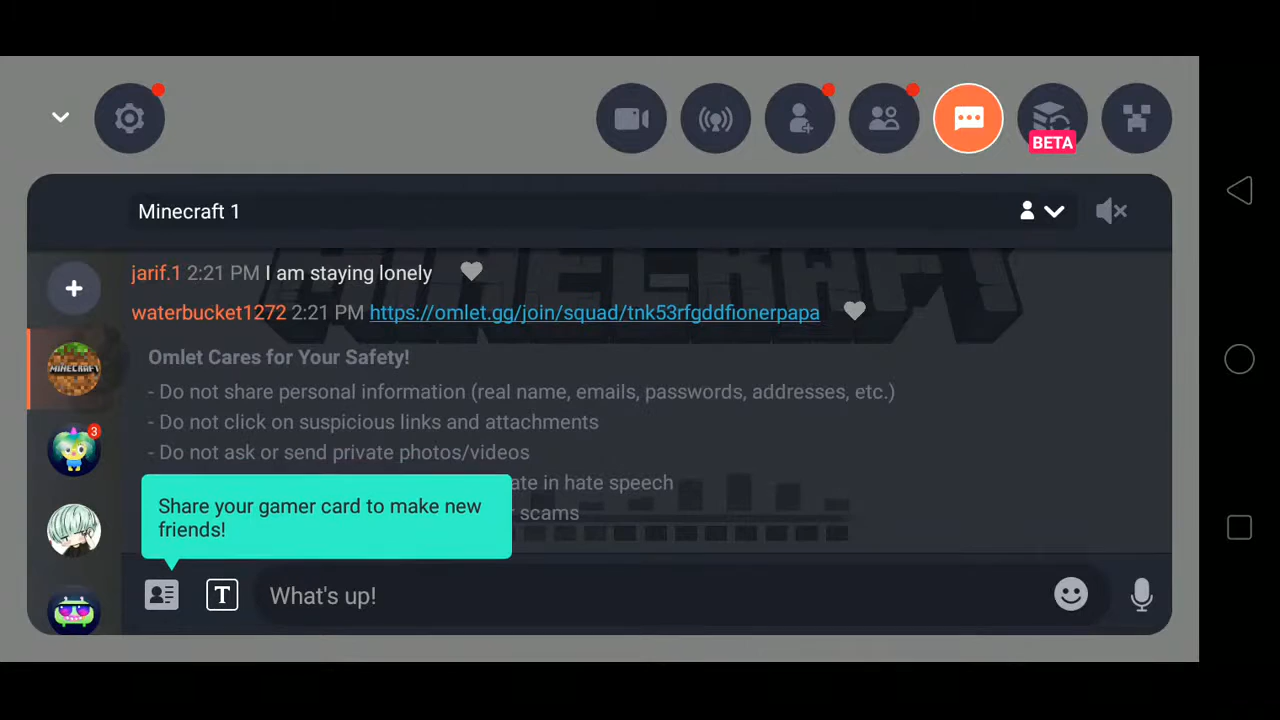 BETA
Minecraft 1
MINECRAFT
jarif.1 2:21 PM I am staying lonely
waterbucket1272 2:21 PM https://omlet.gg/join/squad/tnk53rfgddfionerpapa
MINECRAFT
Omlet Cares for Your Safety!
- Do not share personal information (real name, emails, passwords, addresses, etc.)
- Do not click on suspicious links and attachments
3
- Do not ask or send private photos/videos
ate in hate speech
scams
Share your gamer card to make new
friends!
T What's up!